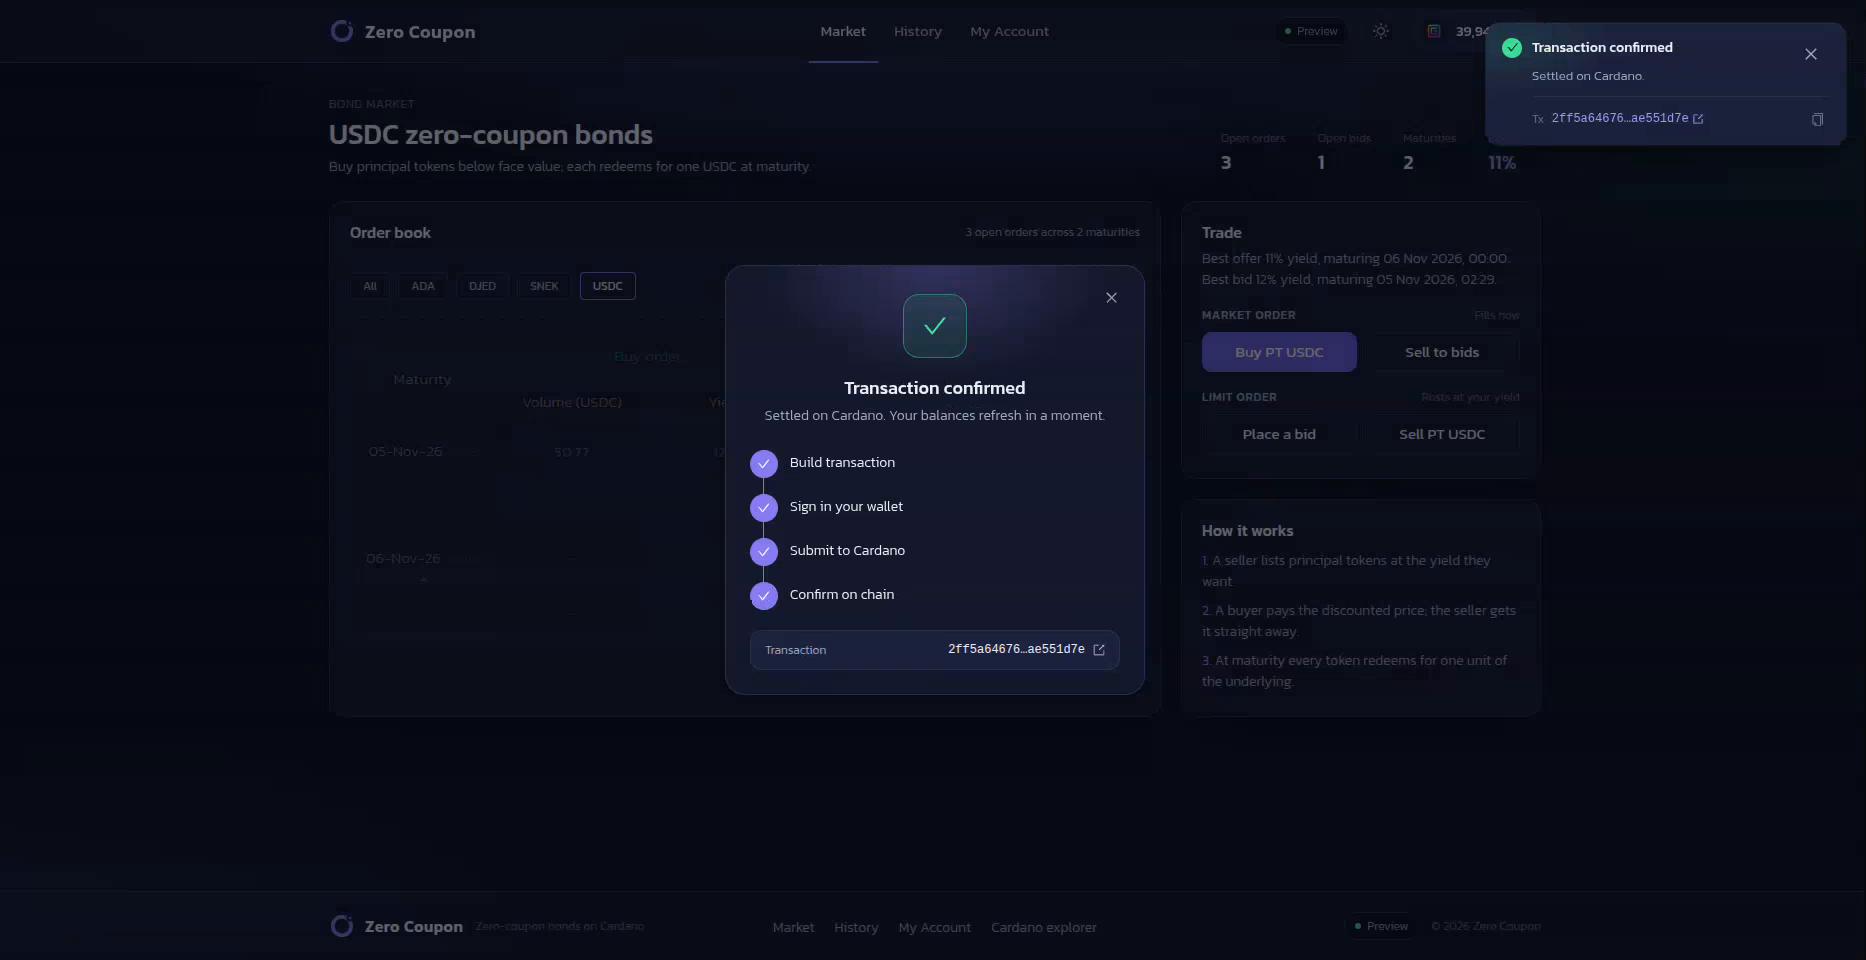 Zero Coupon
Market History My Account
Preview
Transaction confirmed
Settled on Cardano.
Tx 2ff5a64676…ae551d7e
BOND MARKET
USDC zero-coupon bonds
Buy principal tokens below face value; each redeems for one USDC at maturity.
Open orders Open bids Maturities
3 1 2 11%
Order book
3 open orders across 2 maturities
All ADA DJED SNEK USDC
Buy order
Maturity
Volume (USDC)
05-Nov-26
06-Nov-26
Transaction confirmed
Settled on Cardano. Your balances refresh in a moment.
Build transaction
Sign in your wallet
Submit to Cardano
Confirm on chain
Transaction 2ff5a64676…ae551d7e
Trade
Best offer 11% yield, maturing 06 Nov 2026, 00:00.
Best bid 12% yield, maturing 05 Nov 2026, 02:29.
MARKET ORDER Fills now
Buy PT USDC Sell to bids
LIMIT ORDER Posts at your yield
Place a bid Sell PT USDC
How it works
1. A seller lists principal tokens at the yield they
want.
2. A buyer pays the discounted price; the seller gets
it straight away.
3. At maturity every token redeems for one unit of
the underlying.
Zero Coupon Zero-coupon bonds on Cardano
Market History My Account Cardano explorer
Preview © 2026 Zero Coupon